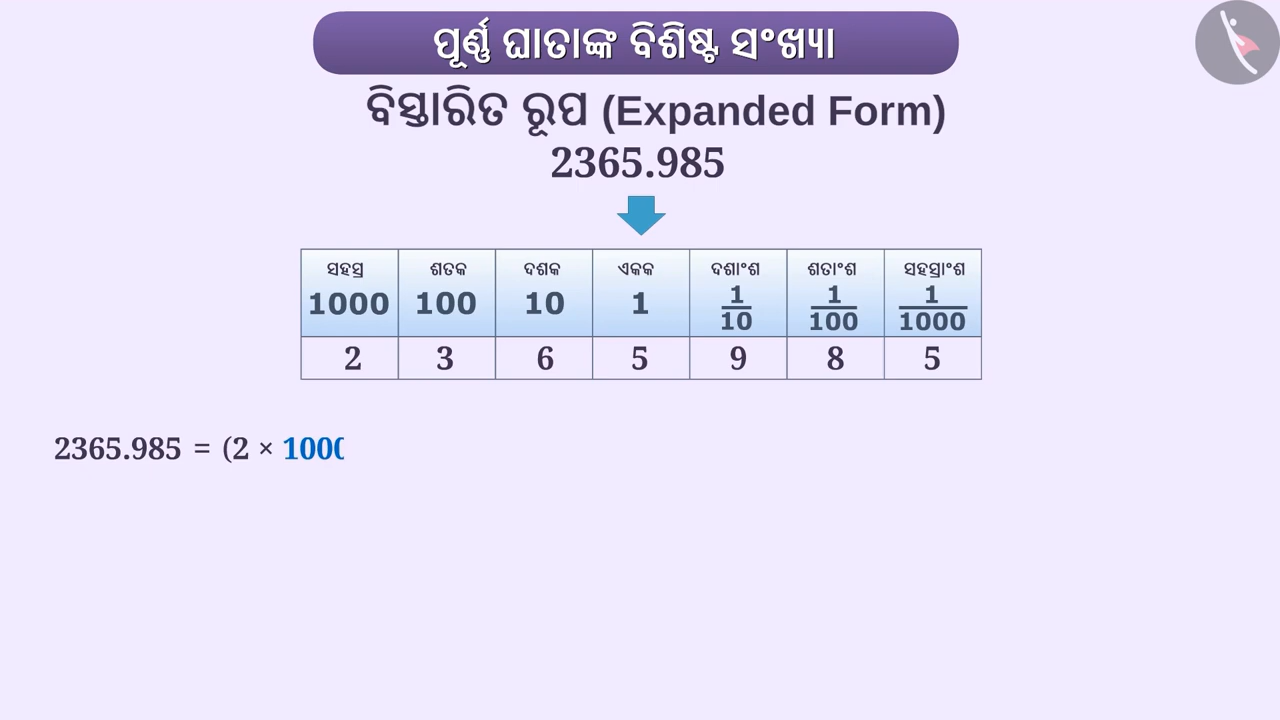 ପୂର୍ଣ୍ଣ ଘାତାଙ୍କ ବିଶିଷ୍ଟ ସଂଖ୍ୟା
ବିସ୍ତାରିତ ରୂପ (Expanded Form)
2365.985
ସହସ୍ର ଶତକ ଦଶକ ଏକକ ଦଶାଂଶ ଶତାଂଶ ସହସ୍ରାଂଶ
1000 100 10 1 1/10 1/100 1/1000
2 3 6 5 9 8 5
2365.985 = (2 × 1000